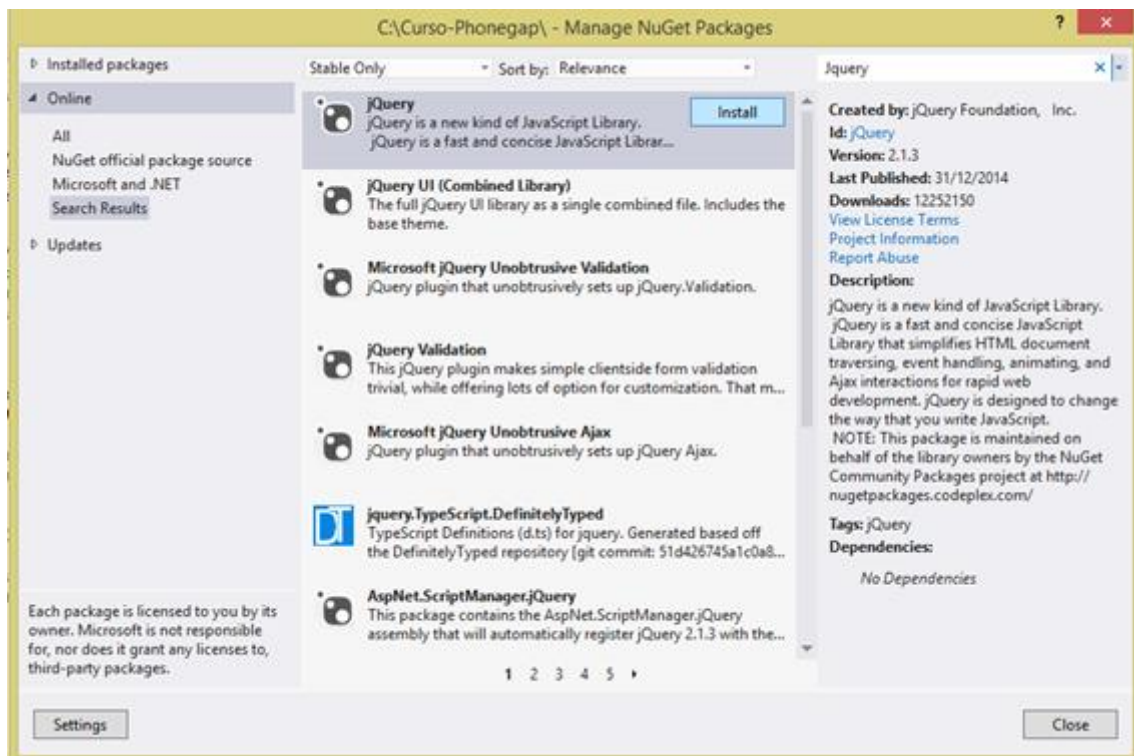 C:\Curso-Phonegap\ - Manage NuGet Packages
?
×
Installed packages
Online
All
NuGet official package source
Microsoft and .NET
Search Results
Updates
Each package is licensed to you by its
owner. Microsoft is not responsible
for, nor does it grant any licenses to,
third-party packages.
Settings
Stable Only
Sort by: Relevance
jQuery
jQuery is a new kind of JavaScript Library.
jQuery is a fast and concise JavaScript Librar...
Install
jQuery UI (Combined Library)
The full jQuery UI library as a single combined file. Includes the
base theme.
Microsoft jQuery Unobtrusive Validation
jQuery plugin that unobtrusively sets up jQuery.Validation.
jQuery Validation
This jQuery plugin makes simple clientside form validation
trivial, while offering lots of option for customization. That m...
Microsoft jQuery Unobtrusive Ajax
jQuery plugin that unobtrusively sets up jQuery Ajax.
DT
jquery.TypeScript.DefinitelyTyped
TypeScript Definitions (d.ts) for jquery. Generated based off
the DefinitelyTyped repository [git commit: 51d426745a1c0a8...
AspNet.ScriptManager.jQuery
This package contains the AspNet.ScriptManager.jQuery
assembly that will automatically register jQuery 2.1.3 with the...
1 2 3 4 5
Jquery
Created by: jQuery Foundation, Inc.
Id: jQuery
Version: 2.1.3
Last Published: 31/12/2014
Downloads: 12252150
View License Terms
Project Information
Report Abuse
Description:
jQuery is a new kind of JavaScript Library.
jQuery is a fast and concise JavaScript
Library that simplifies HTML document
traversing, event handling, animating, and
Ajax interactions for rapid web
development. jQuery is designed to change
the way that you write JavaScript.
NOTE: This package is maintained on
behalf of the library owners by the NuGet
Community Packages project at http://
nugetpackages.codeplex.com/
Tags: jQuery
Dependencies:
No Dependencies
Close